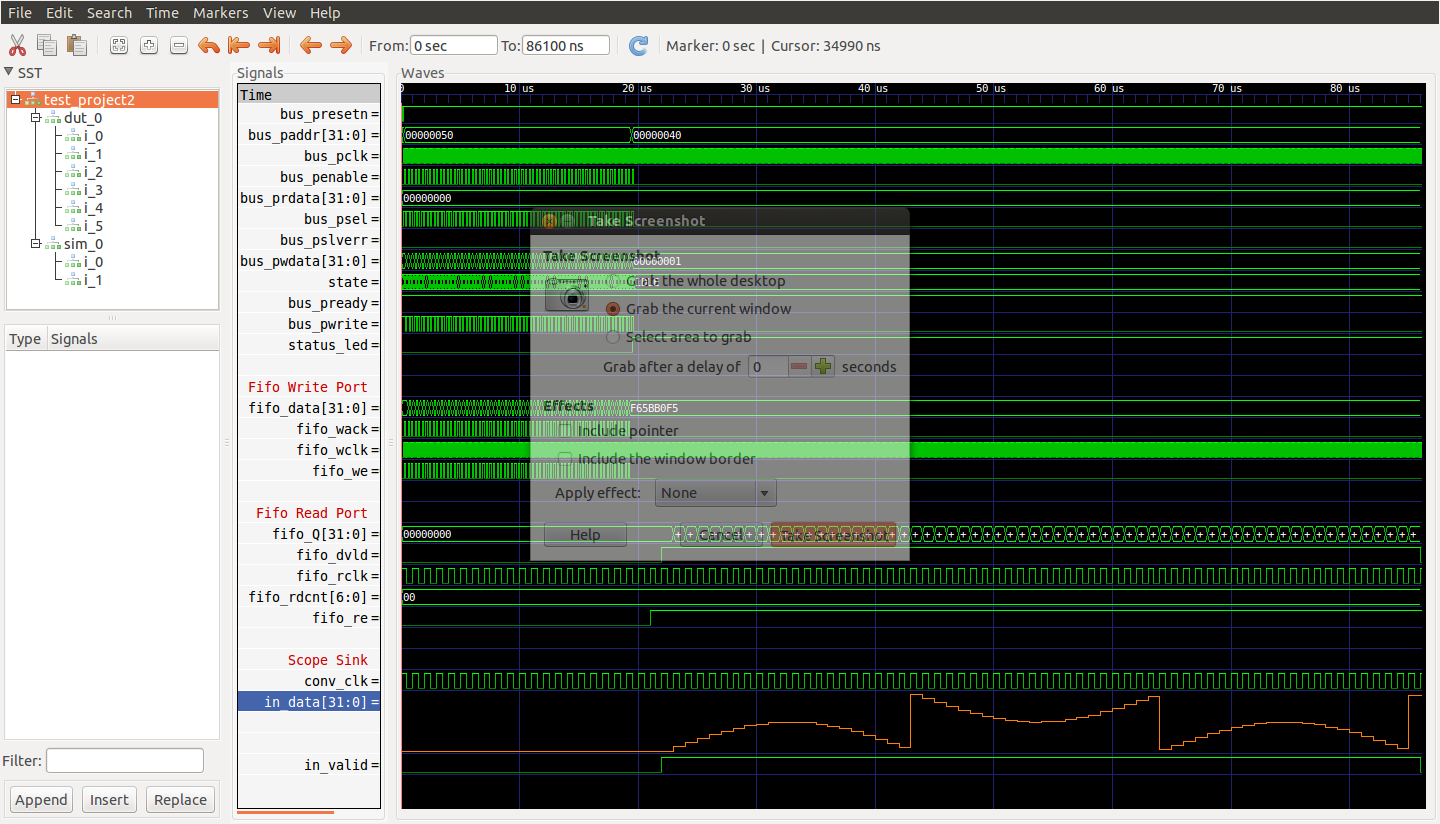 File Edit Search Time Markers View Help
From: 0 sec To: 86100 ns Marker: 0 sec | Cursor: 34990 ns
SST
test_project2
dut_0
i_0
i_1
i_2
i_3
i_4
i_5
sim_0
i_0
i_1
Type Signals
Filter:
Append Insert Replace
Signals
Time
bus_presetn =
bus_paddr[31:0] =
bus_pclk =
bus_penable =
bus_prdata[31:0] =
bus_psel =
bus_pslverr =
bus_pwdata[31:0] =
state =
bus_pready =
bus_pwrite =
status_led =
Fifo Write Port
fifo_data[31:0] =
fifo_wack =
fifo_wclk =
fifo_we =
Fifo Read Port
fifo_Q[31:0] =
fifo_dvld =
fifo_rclk =
fifo_rdcnt[6:0] =
fifo_re =
Scope Sink
conv_clk =
in_data[31:0] =
in_valid =
Waves
0 10 us 20 us 30 us 40 us 50 us 60 us 70 us 80 us
00000050 00000040
00000000
00000001
F65BB0F5
00000000
00
Take Screenshot
Take Screenshot
Grab the whole desktop
Grab the current window
Select area to grab
Grab after a delay of 0 seconds
Effects
Include pointer
Include the window border
Apply effect: None
Help Cancel Take Screenshot